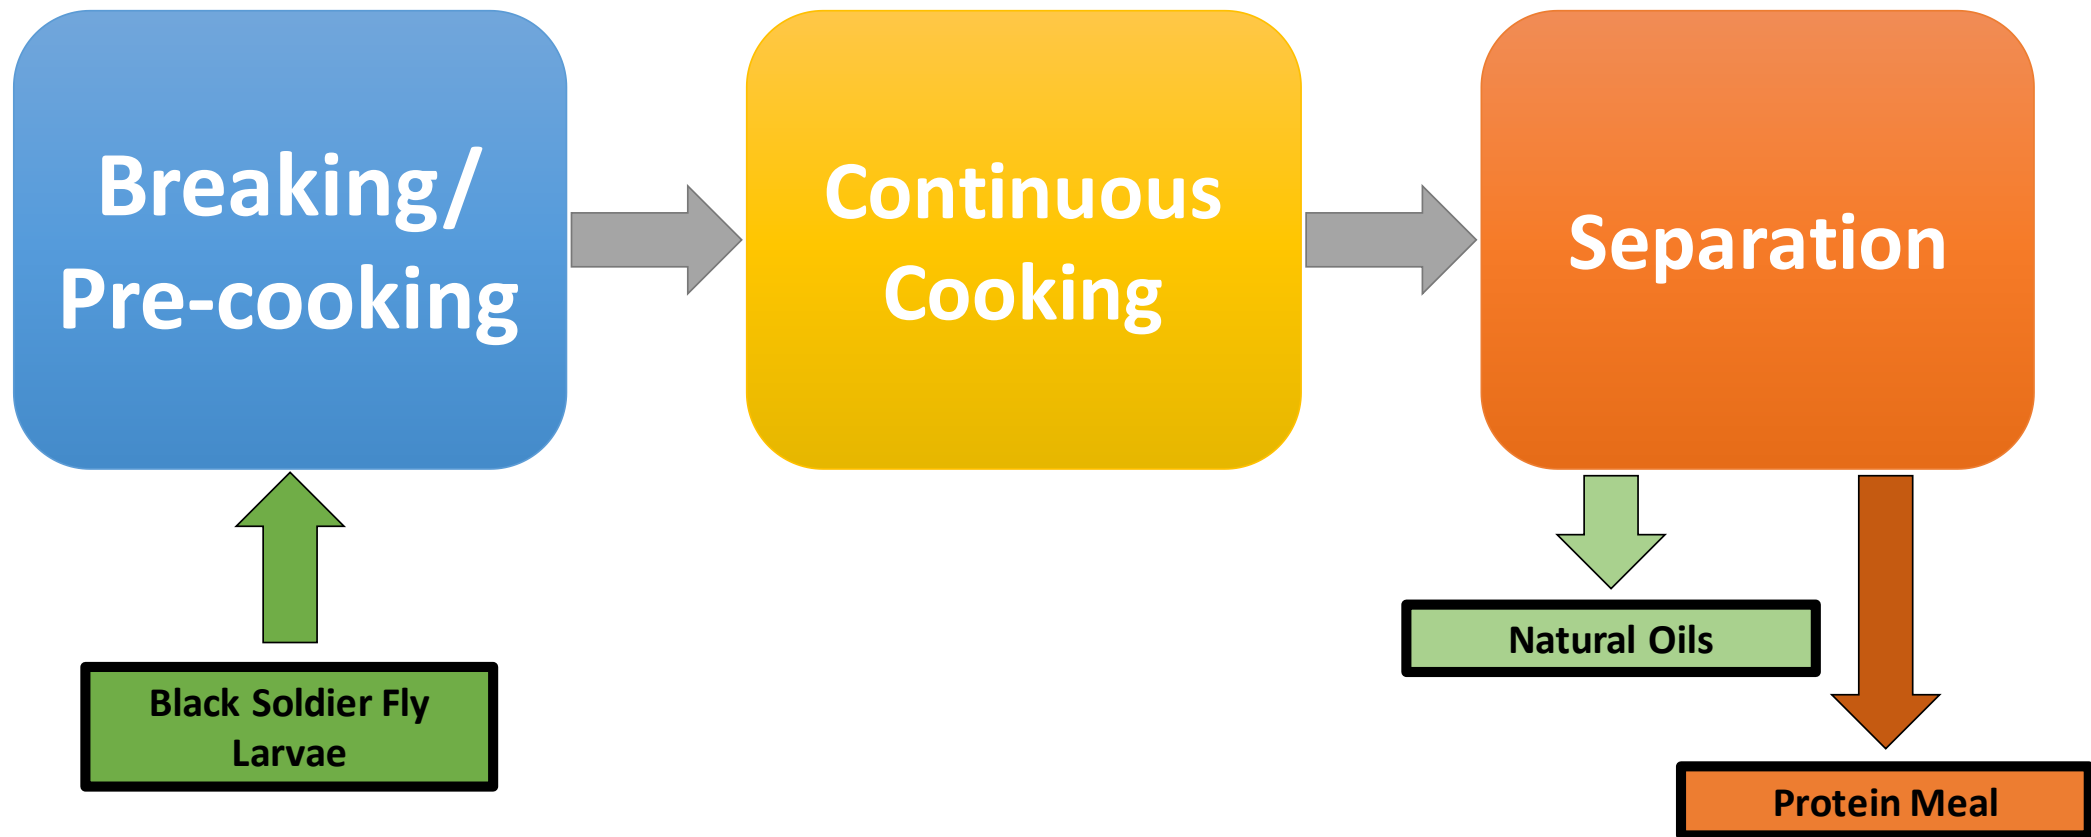 Breaking/
Pre-cooking
Continuous
Cooking
Separation
Natural Oils
Black Soldier Fly
Larvae
Protein Meal